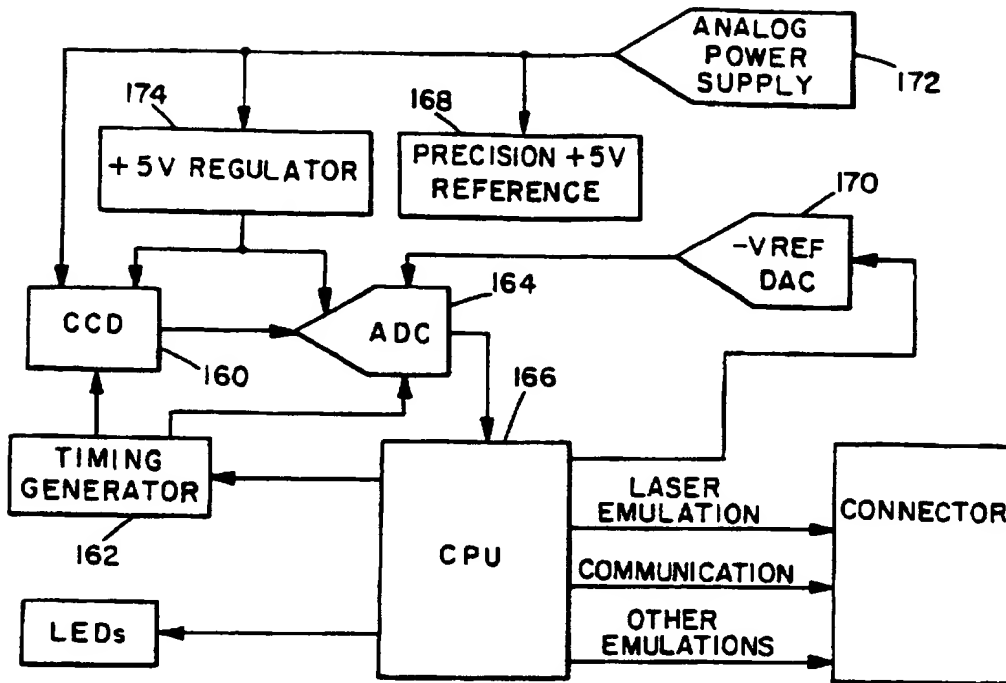 ANALOG
POWER
SUPPLY
172
174
168
+5V REGULATOR
PRECISION +5V
REFERENCE
170
-VREF
DAC
164
CCD
ADC
160
166
TIMING
GENERATOR
162
LASER
EMULATION
CONNECTOR
CPU
COMMUNICATION
LEDs
OTHER
EMULATIONS